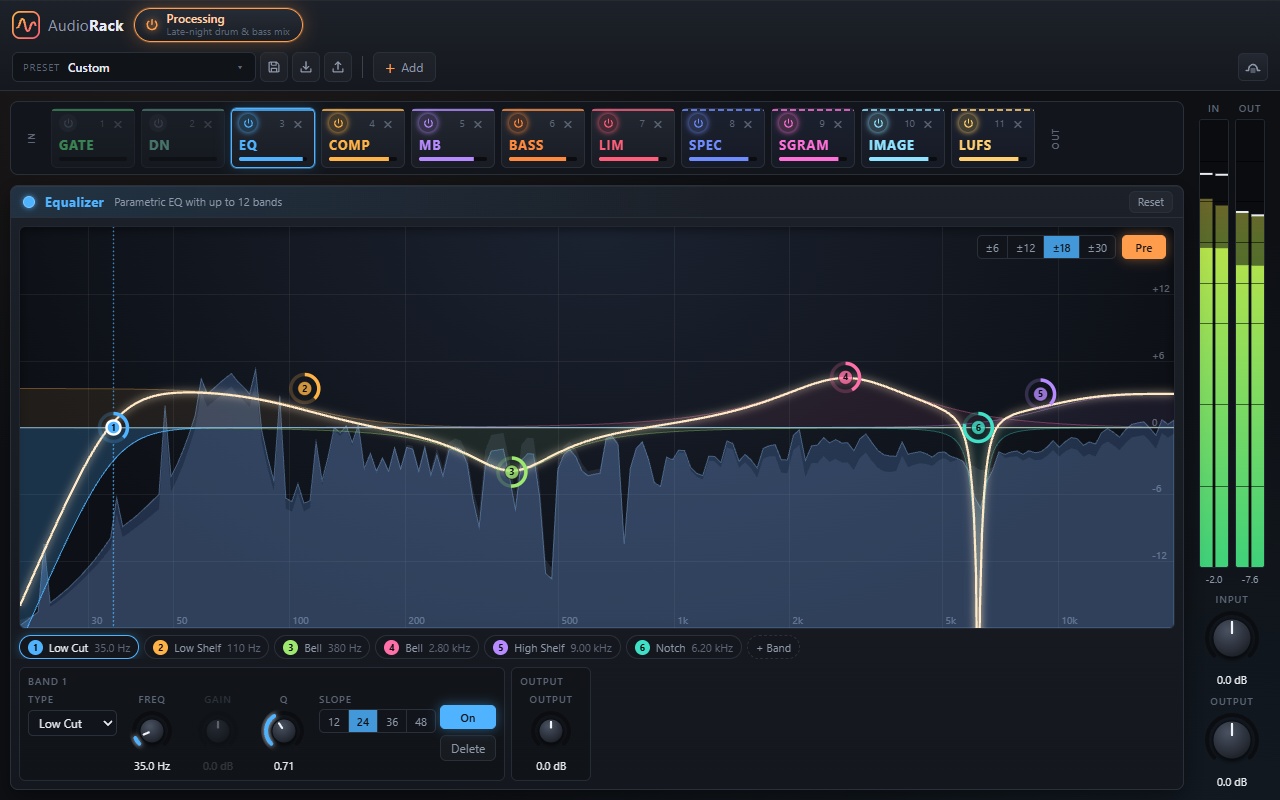 AudioRack
Processing
Late-night drum & bass mix
PRESET Custom
+ Add
IN
1
GATE
2
DN
3
EQ
4
COMP
5
MB
6
BASS
7
LIM
8
SPEC
9
SGRAM
10
IMAGE
11
LUFS
OUT
IN OUT
Equalizer Parametric EQ with up to 12 bands
Reset
±6 ±12 ±18 ±30 Pre
+12
+6
0
-6
-12
1 2 3 4 5 6
30 50 100 200 500 1k 2k 5k 10k
1 Low Cut 35.0 Hz
2 Low Shelf 110 Hz
3 Bell 380 Hz
4 Bell 2.80 kHz
5 High Shelf 9.00 kHz
6 Notch 6.20 kHz
+ Band
BAND 1
TYPE FREQ GAIN Q SLOPE
Low Cut
12 24 36 48
On
Delete
35.0 Hz 0.0 dB 0.71
OUTPUT
OUTPUT
0.0 dB
-2.0 -7.6
INPUT
0.0 dB
OUTPUT
0.0 dB